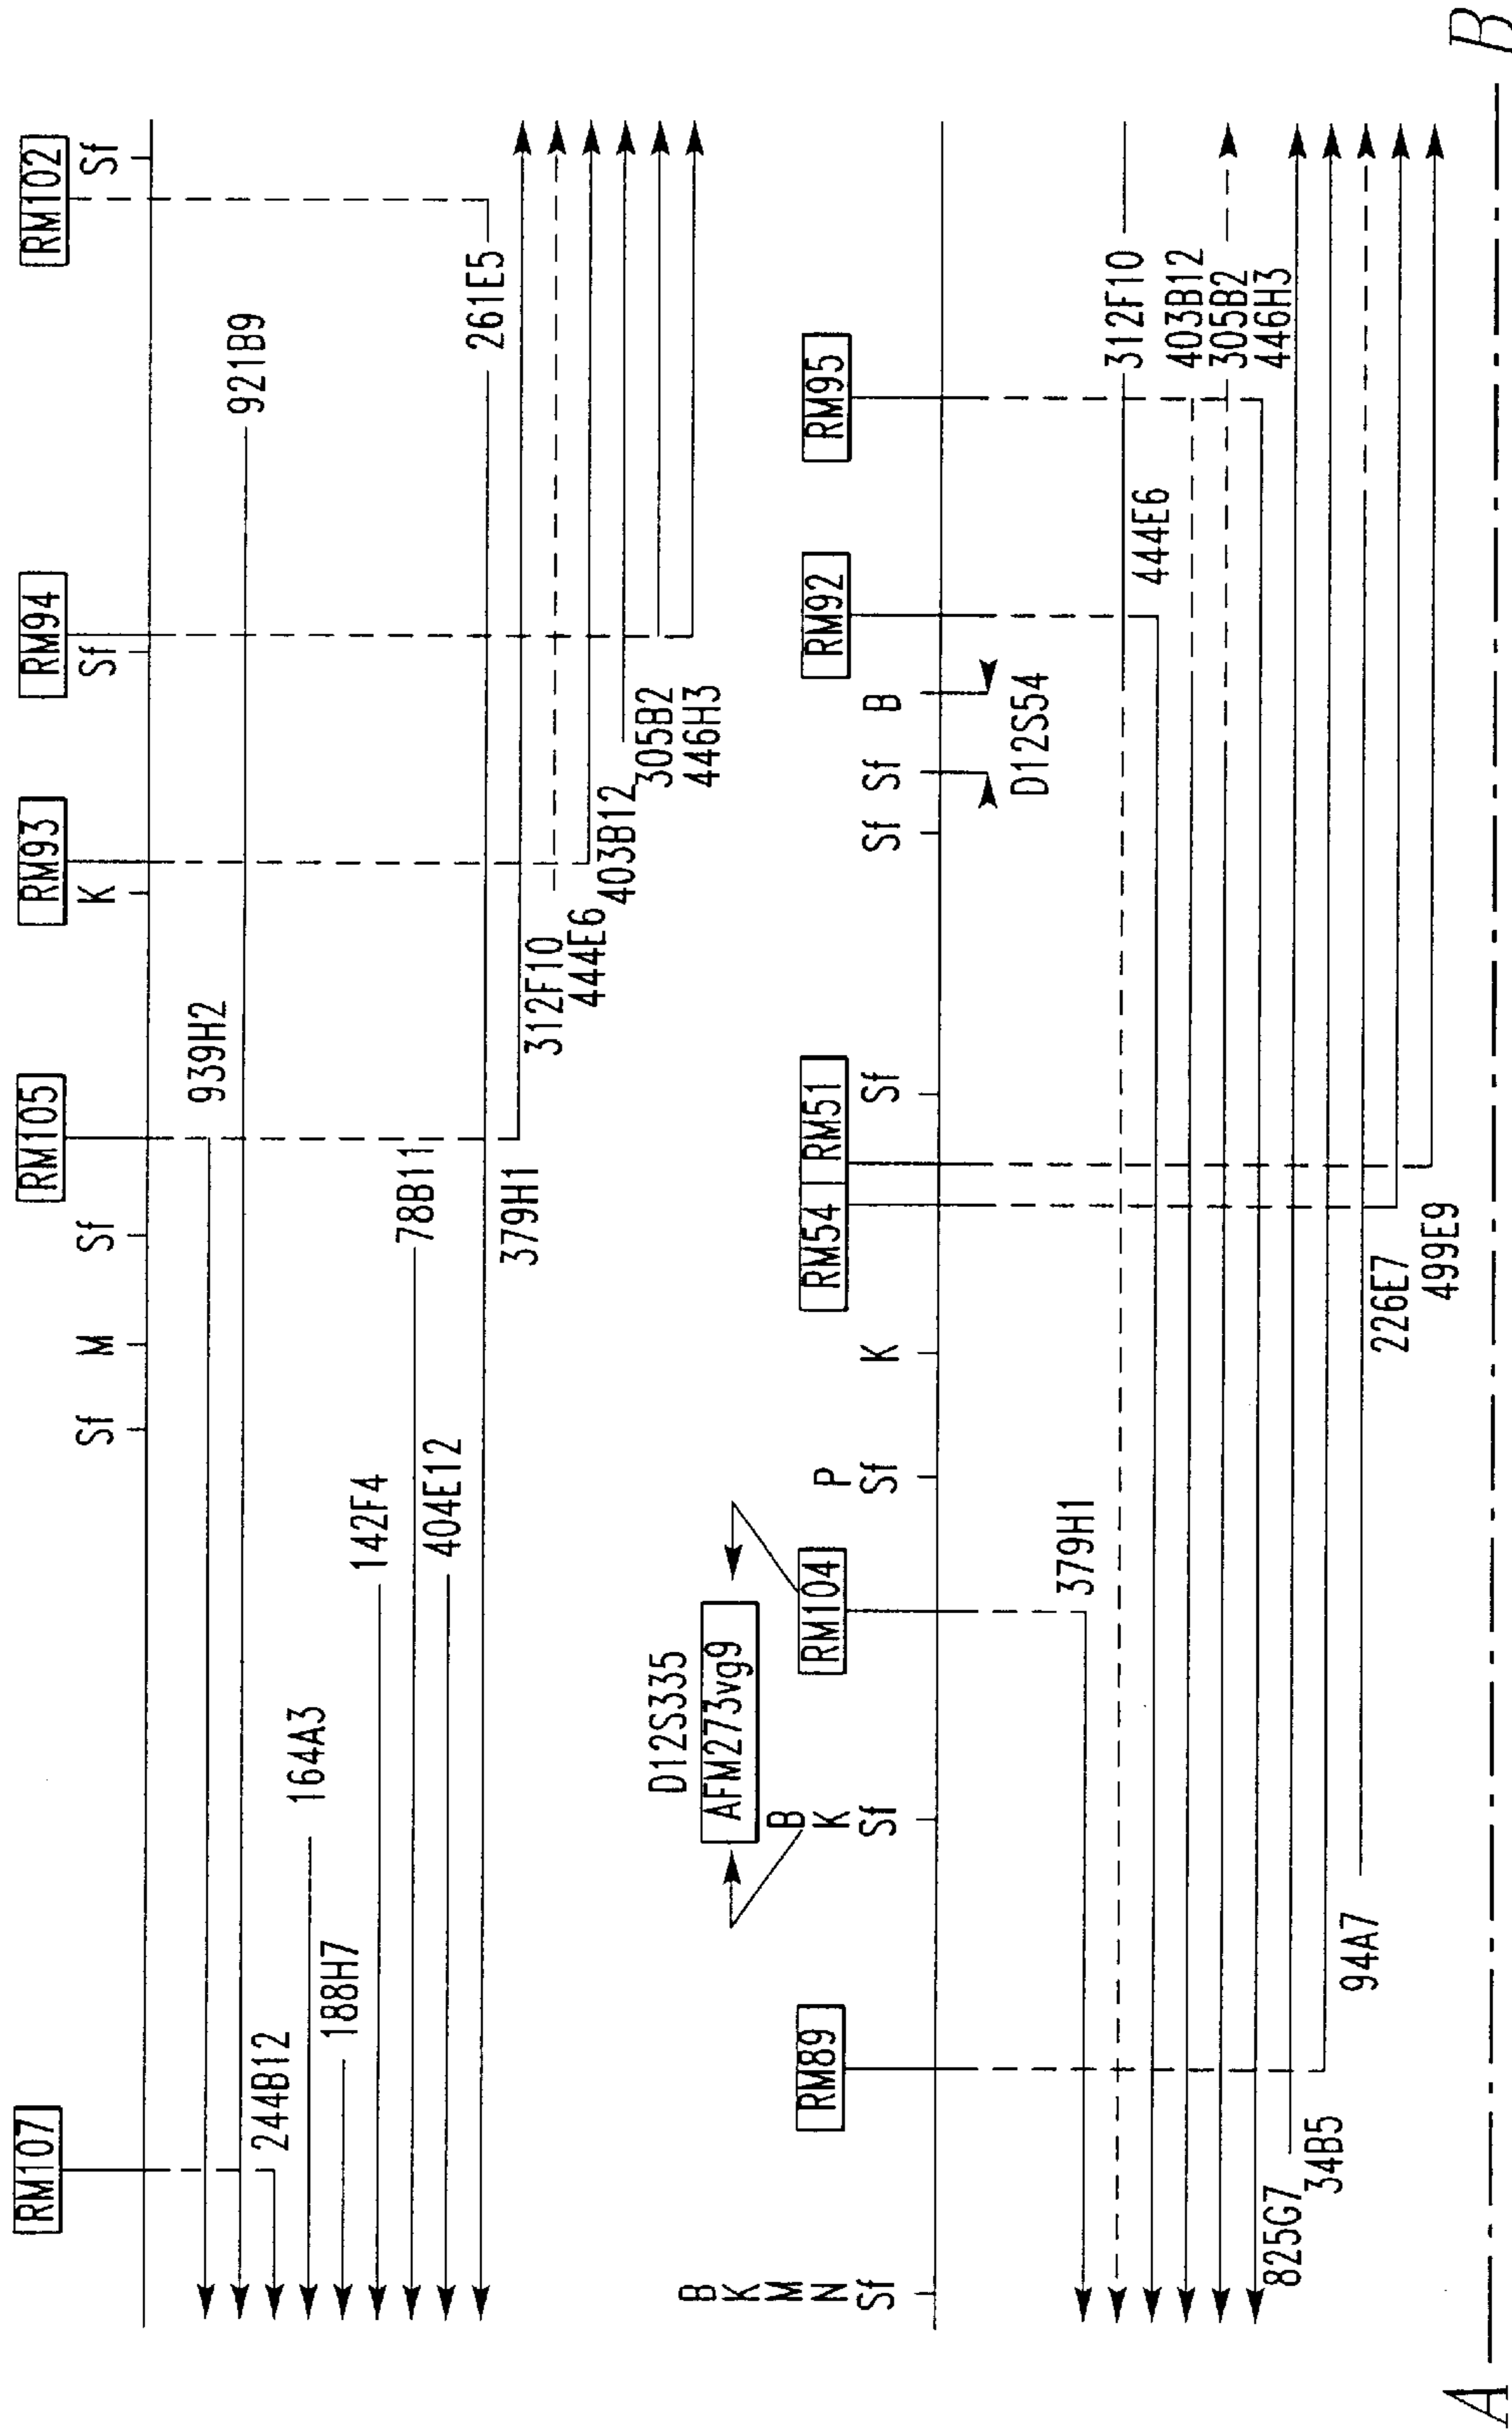 RM107 RM105 RM93 RM94 RM102
Sf M Sf K Sf Sf
939H2
921B9
244B12
164A3
188H7
142F4
78B11
404E12
261E5
379H1
312F10
444E6
403B12
305B2
446H3
D12S335
AFM273vg9
RM89 RM104 RM54 RM51 RM92 RM95
B
K
M
N
Sf
B
K
Sf
P
Sf
K Sf Sf Sf B
D12S54
379H1
312F10
444E6
403B12
305B2
446H3
825G7
34B5
94A7
226E7
499E9
A B